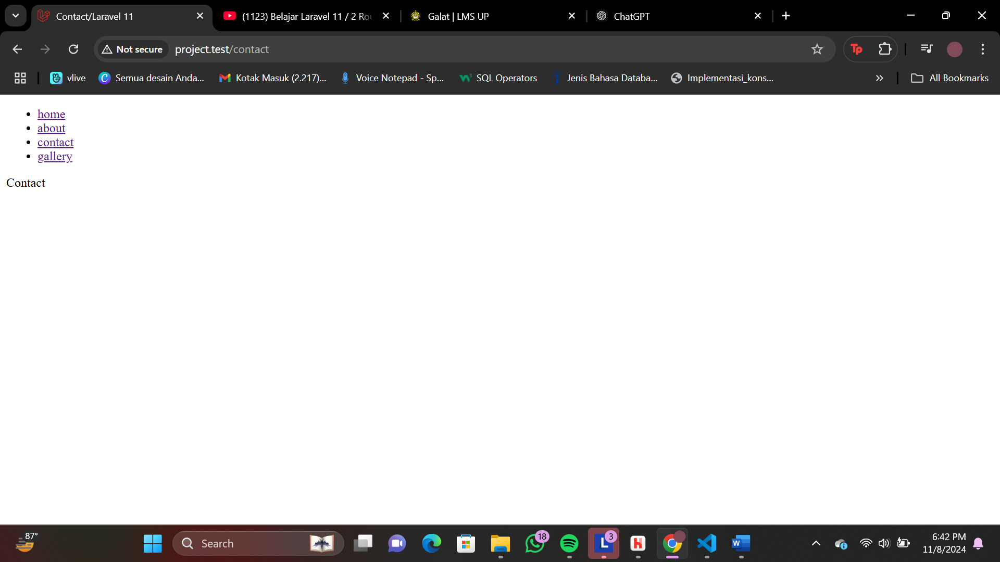 Contact/Laravel 11
(1123) Belajar Laravel 11 / 2 Rou
Galat | LMS UP
ChatGPT
Not secure
project.test/contact
Tp
vlive
Semua desain Anda...
Kotak Masuk (2.217)...
Voice Notepad - Sp...
SQL Operators
Jenis Bahasa Databa...
Implementasi_kons...
All Bookmarks
home
about
contact
gallery
Contact
87°
Search
18
L
3
h
W
6:42 PM
11/8/2024